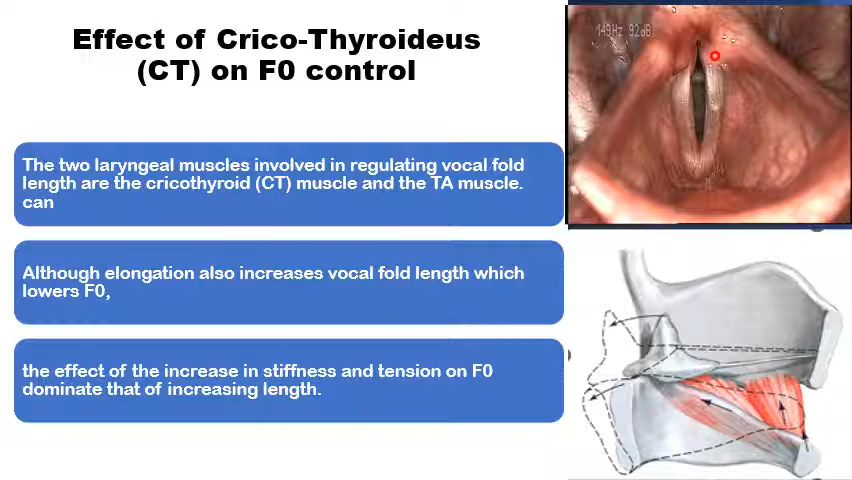 Effect of Crico-Thyroideus
(CT) on F0 control
149Hz 92dB
The two laryngeal muscles involved in regulating vocal fold
length are the cricothyroid (CT) muscle and the TA muscle.
can
Although elongation also increases vocal fold length which
lowers F0,
the effect of the increase in stiffness and tension on F0
dominate that of increasing length.